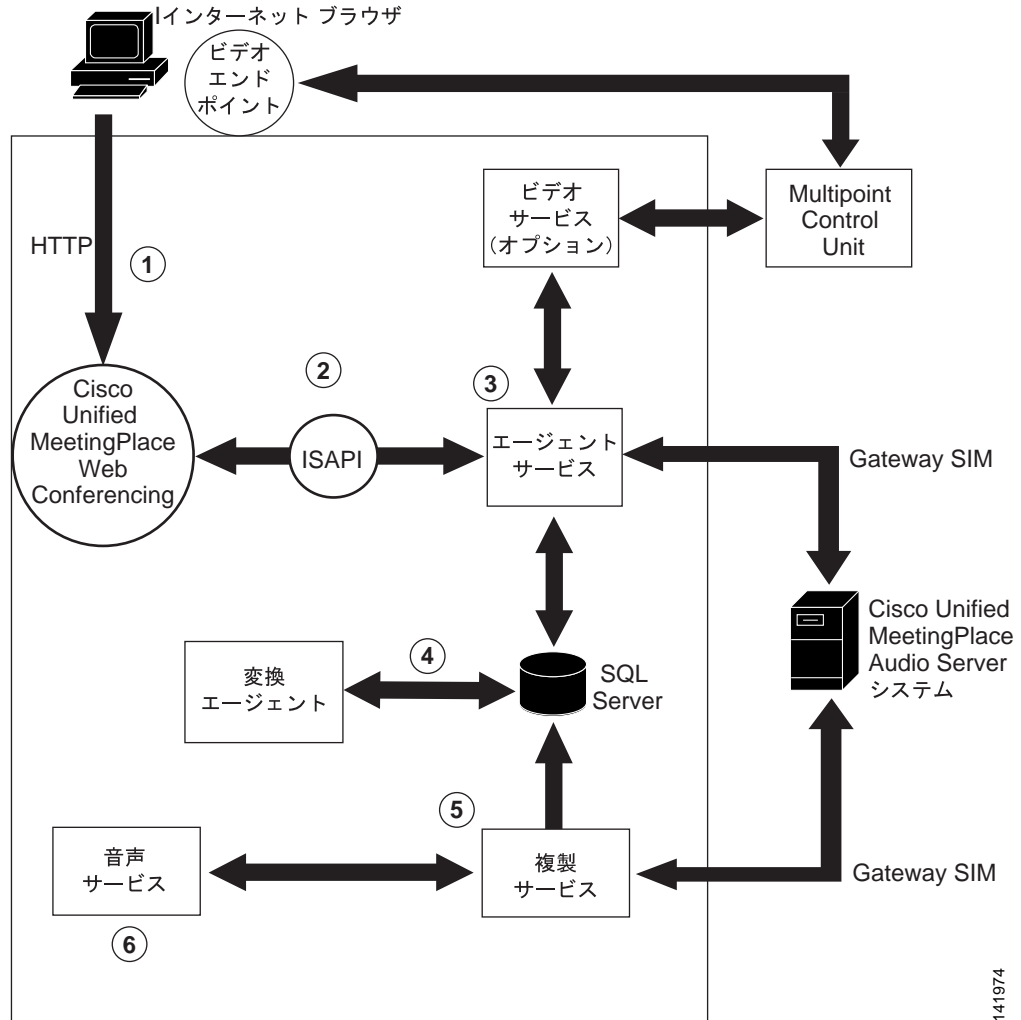 Iインターネット ブラウザ
ビデオ
エンド
ポイント
ビデオ
サービス
(オプション)
Multipoint
Control
Unit
HTTP
1
2
3
Cisco
Unified
MeetingPlace
Web
Conferencing
ISAPI
エージェント
サービス
Gateway SIM
Cisco Unified
MeetingPlace
Audio Server
システム
変換
エージェント
4
SQL
Server
5
音声
サービス
複製
サービス
Gateway SIM
6
141974